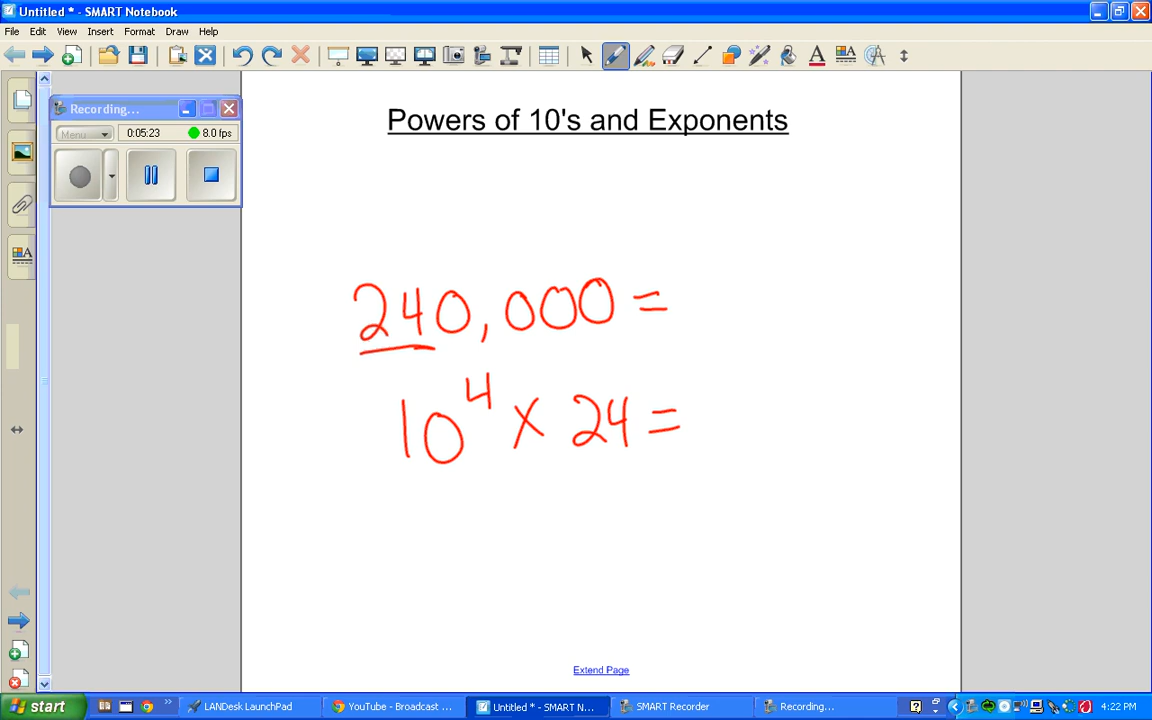 Untitled * - SMART Notebook
File Edit View Insert Format Draw Help
Recording...
Menu 0:05:23 8.0 fps
Powers of 10's and Exponents
240,000 =
10⁴ x 24 =
Extend Page
start LANDesk LaunchPad YouTube - Broadcast ... Untitled * - SMART N... SMART Recorder Recording... 4:22 PM